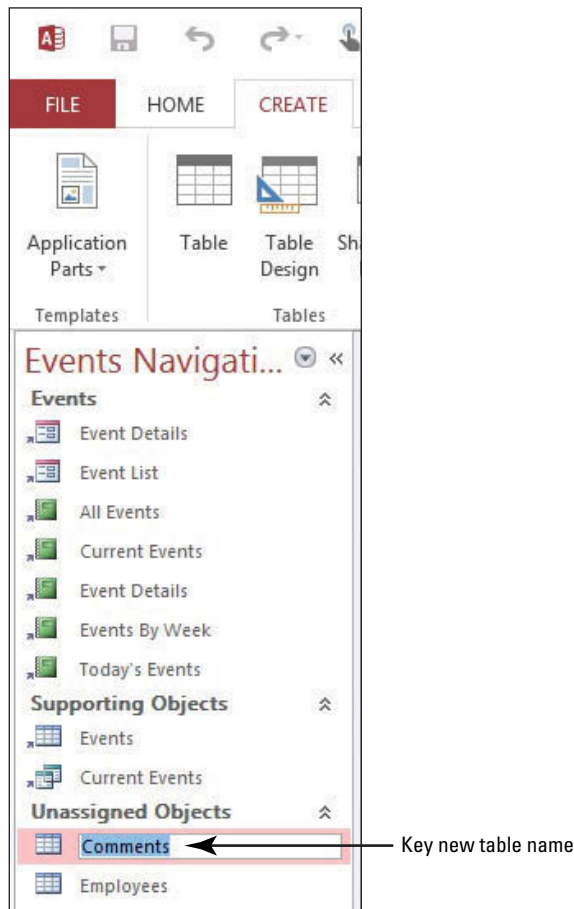 FILE HOME CREATE
Application Table Table Sh
Parts Design
Templates Tables
Events Navigati...
Events
Event Details
Event List
All Events
Current Events
Event Details
Events By Week
Today's Events
Supporting Objects
Events
Current Events
Unassigned Objects
Comments Key new table name
Employees